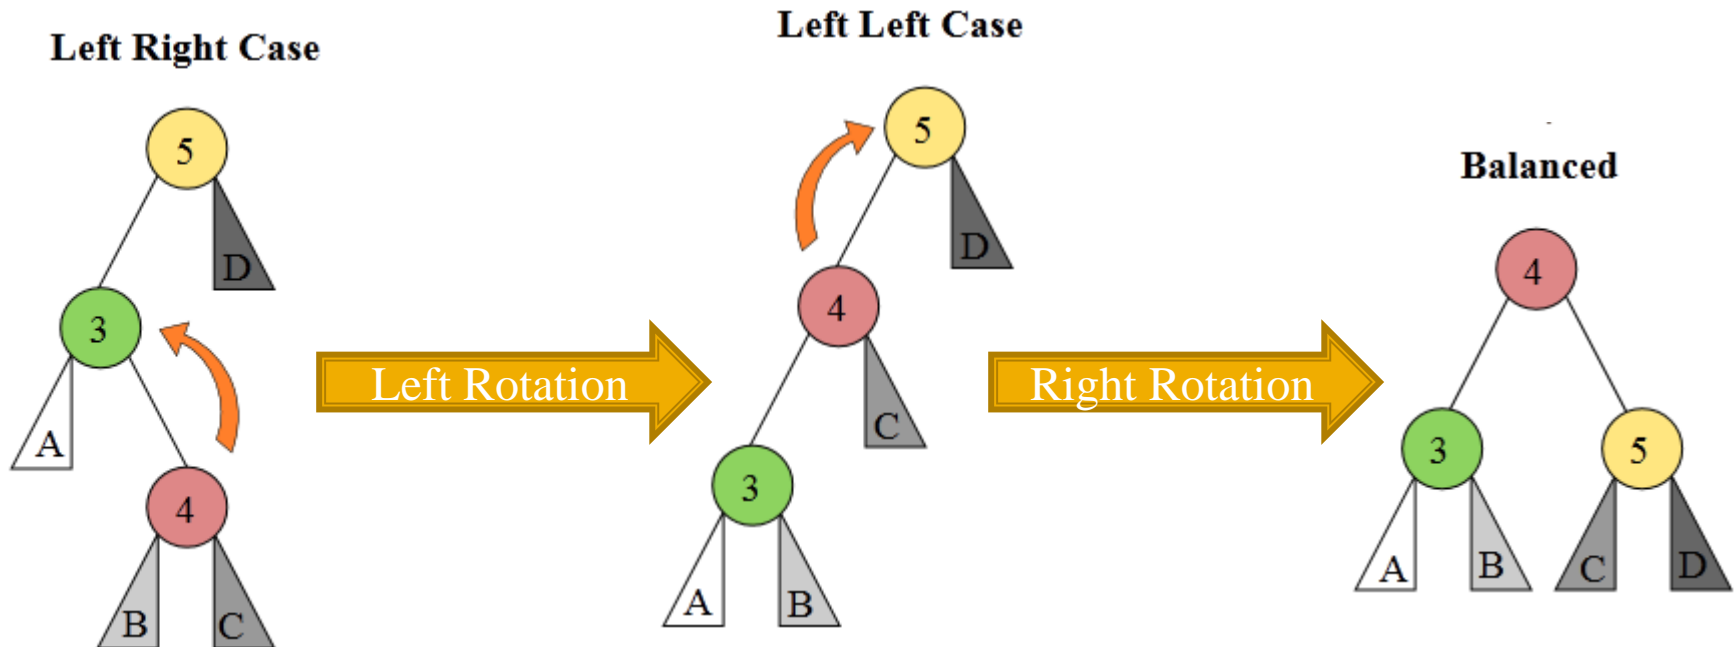 Left Right Case
5
D
3
A
4
B
C
Left Rotation
Left Left Case
5
D
4
C
3
A
B
Right Rotation
Balanced
4
3
5
A
B
C
D